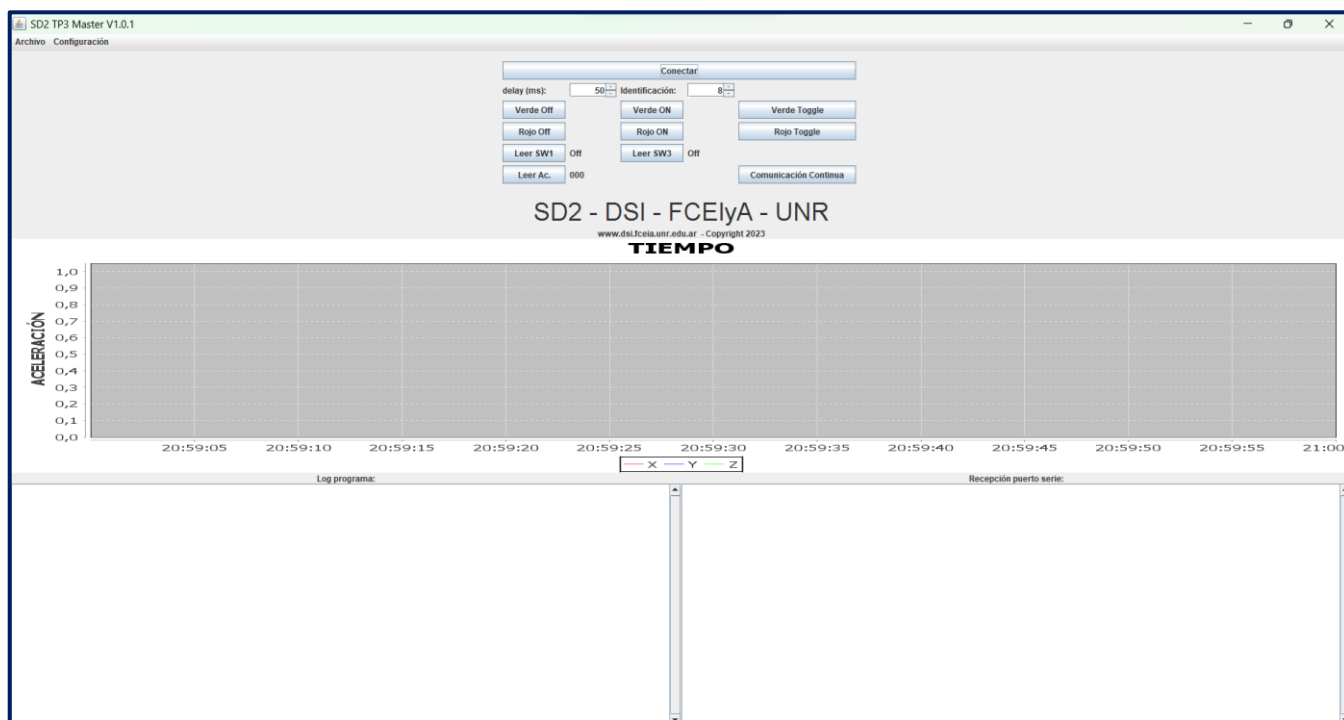 SD2 TP3 Master V1.0.1
Archivo Configuración
Conectar
delay (ms): 50 Identificación: 8
Verde Off Verde ON Verde Toggle
Rojo Off Rojo ON Rojo Toggle
Leer SW1 Off Leer SW3 Off
Leer Ac. 000 Comunicación Continua
SD2 - DSI - FCEIyA - UNR
www.dsi.fceia.unr.edu.ar - Copyright 2023
TIEMPO
ACELERACIÓN
1,0
0,9
0,8
0,7
0,6
0,5
0,4
0,3
0,2
0,1
0,0
20:59:05 20:59:10 20:59:15 20:59:20 20:59:25 20:59:30 20:59:35 20:59:40 20:59:45 20:59:50 20:59:55 21:00
X Y Z
Log programa: Recepción puerto serie: